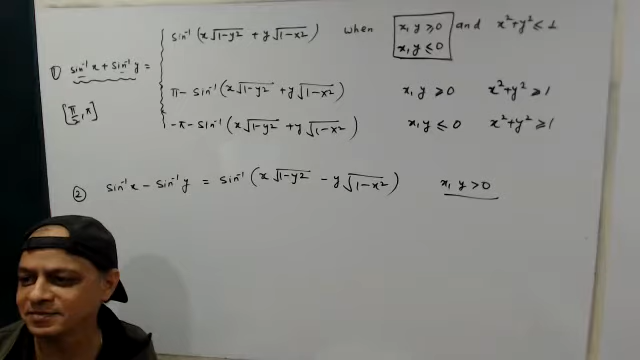 sin⁻¹(x√1-y² + y√1-x²) when x, y ≥ 0 and x²+y² ≤ 1
x, y ≤ 0
1) sin⁻¹x + sin⁻¹y =
π - sin⁻¹(x√1-y² + y√1-x²) x, y ≥ 0 x²+y² ≥ 1
[π/2, π]
-π - sin⁻¹(x√1-y² + y√1-x²) x, y ≤ 0 x²+y² ≥ 1
2 sin⁻¹x - sin⁻¹y = sin⁻¹(x√1-y² - y√1-x²) x, y > 0